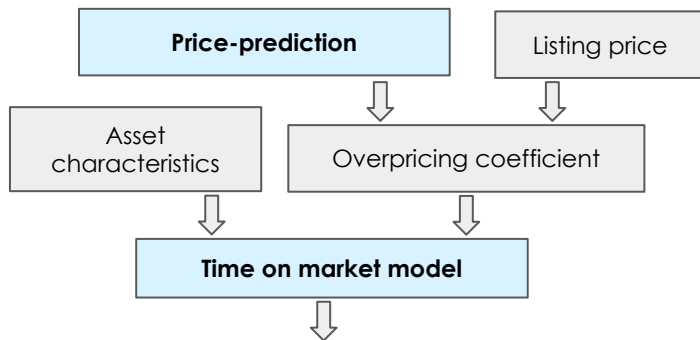 Price-prediction
Listing price
Asset
characteristics
Overpricing coefficient
Time on market model